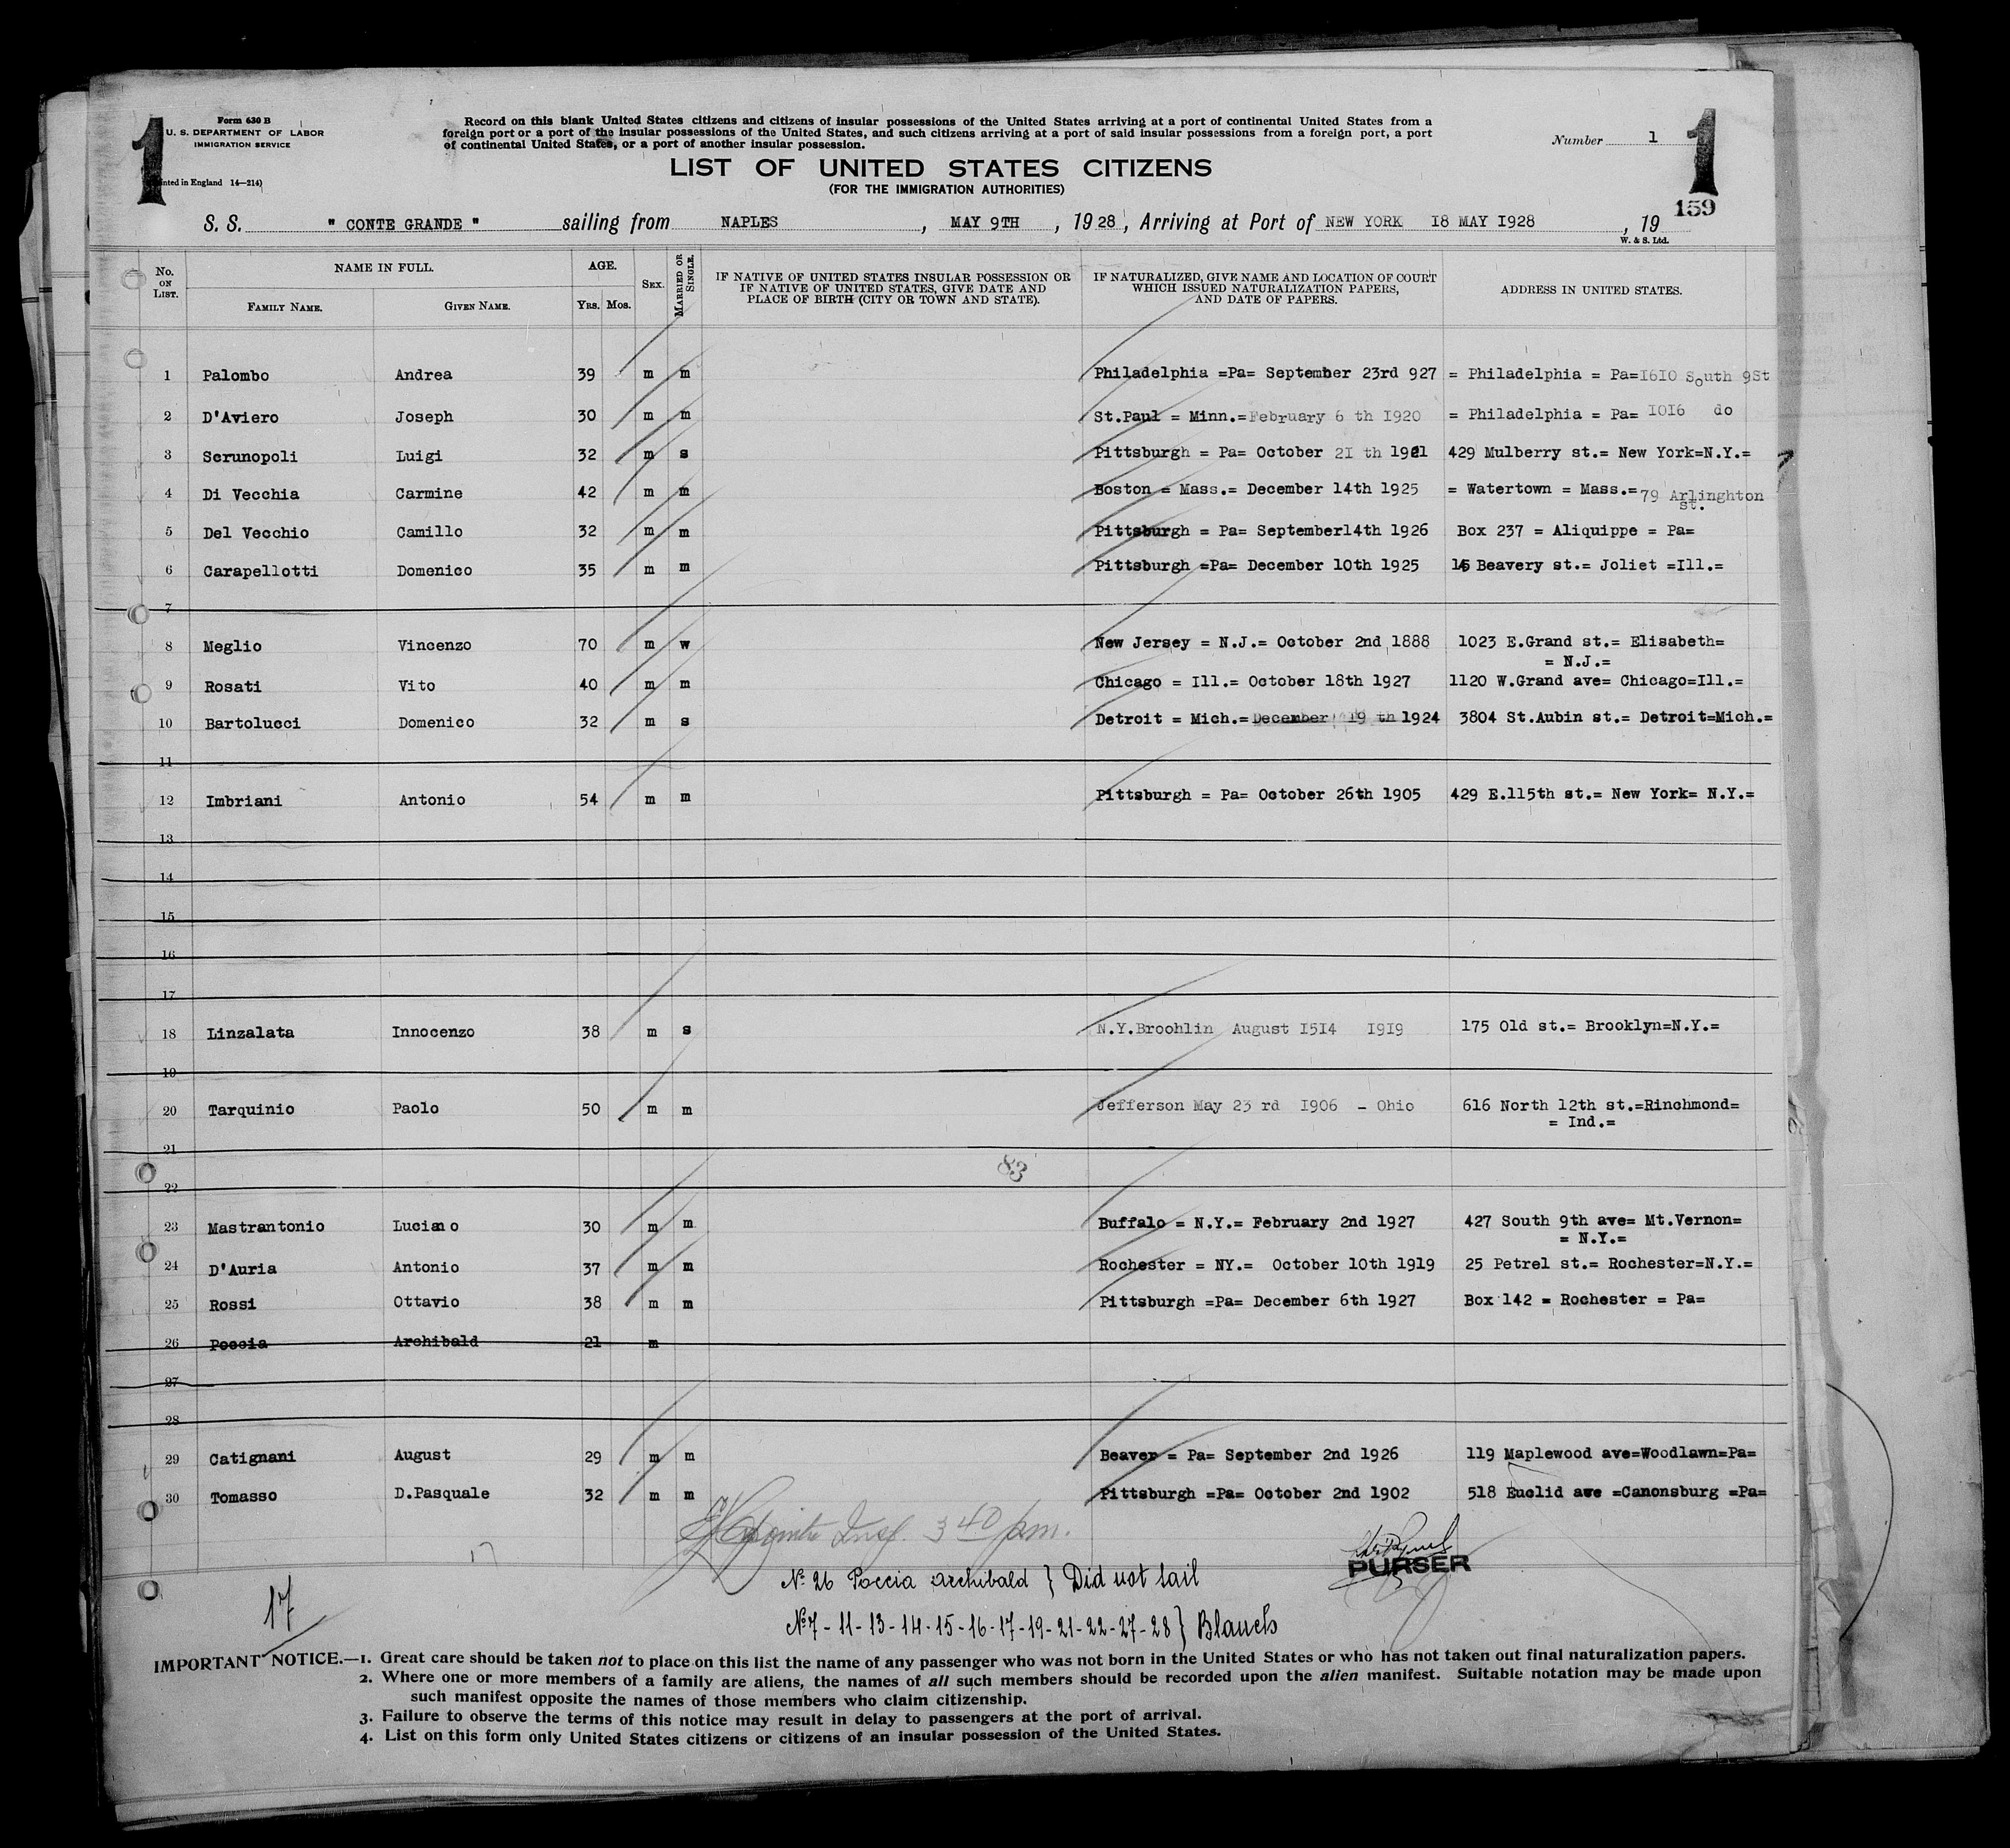 1
Form 630 B
U. S. DEPARTMENT OF LABOR
IMMIGRATION SERVICE
Record on this blank United States citizens and citizens of insular possessions of the United States arriving at a port of continental United States from a
foreign port or a port of the insular possessions of the United States, and such citizens arriving at a port of said insular possessions from a foreign port, a port
of continental United States, or a port of another insular possession.
Number 1
1
LIST OF UNITED STATES CITIZENS
(FOR THE IMMIGRATION AUTHORITIES)
in England 14—214)
159
S. S. " CONTE GRANDE " sailing from NAPLES , MAY 9TH , 1928, Arriving at Port of NEW YORK 18 MAY 1928 , 19
W. & S. Ltd.
No. ON LIST. NAME IN FULL. FAMILY NAME. GIVEN NAME. AGE. YRS. MOS. SEX. MARRIED OR SINGLE. IF NATIVE OF UNITED STATES INSULAR POSSESSION OR IF NATIVE OF UNITED STATES, GIVE DATE AND PLACE OF BIRTH (CITY OR TOWN AND STATE). IF NATURALIZED, GIVE NAME AND LOCATION OF COURT WHICH ISSUED NATURALIZATION PAPERS, AND DATE OF PAPERS. ADDRESS IN UNITED STATES.
1 Palombo Andrea 39 m m Philadelphia =Pa= September 23rd 927 = Philadelphia = Pa=I6IO South 9St
2 D'Aviero Joseph 30 m m St.Paul = Minn.=February 6 th I920 = Philadelphia = Pa= IOI6 do
3 Scrunopoli Luigi 32 m s Pittsburgh = Pa= October 2I th 1921 429 Mulberry st.= New York=N.Y.=
4 Di Vecchia Carmine 42 m m Boston = Mass.= December 14th 1925 = Watertown = Mass.=79 Arlinghton
st.
5 Del Vecchio Camillo 32 m m Pittsburgh = Pa= September14th 1926 Box 237 = Aliquippe = Pa=
6 Carapellotti Domenico 35 m m Pittsburgh =Pa= December 10th 1925 15 Beavery st.= Joliet =Ill.=
7
8 Meglio Vincenzo 70 m w New Jersey = N.J.= October 2nd 1888 1023 E.Grand st.= Elisabeth=
= N.J.=
9 Rosati Vito 40 m m Chicago = Ill.= October 18th 1927 1120 W.Grand ave= Chicago=Ill.=
10 Bartolucci Domenico 32 m s Detroit = Mich.=December 19 th 1924 3804 St.Aubin st.= Detroit=Mich.=
11
12 Imbriani Antonio 54 m m Pittsburgh = Pa= October 26th 1905 429 E.115th st.= New York= N.Y.=
13
14
15
16
17
18 Linzalata Innocenzo 38 m s N.Y.Broohlin August I5I4 I9I9 175 Old st.= Brooklyn=N.Y.=
19
20 Tarquinio Paolo 50 m m Jefferson May 23 rd I906 - Ohio 616 North 12th st.=Rinchmond=
= Ind.=
21
83
22
23 Mastrantonio Luciano 30 m m Buffalo = N.Y.= February 2nd 1927 427 South 9th ave= Mt.Vernon=
= N.Y.=
24 D'Auria Antonio 37 m m Rochester = NY.= October 10th 1919 25 Petrel st.= Rochester=N.Y.=
25 Rossi Ottavio 38 m m Pittsburgh =Pa= December 6th 1927 Box 142 = Rochester = Pa=
26 Poccia Archibald 21 m
27
28
29 Catignani August 29 m m Beaver = Pa= September 2nd 1926 119 Maplewood ave=Woodlawn=Pa=
30 Tomasso D.Pasquale 32 m m Pittsburgh =Pa= October 2nd 1902 518 Euclid ave =Canonsburg =Pa=
Insp. 3 40 pm.
17
PURSER
No 26 Poccia Archibald } Did not sail
17
No 7 - 11 - 13 - 14 - 15 - 16 - 17 - 19 - 21 - 22 - 27 - 28 } Blanch
IMPORTANT NOTICE.—1. Great care should be taken not to place on this list the name of any passenger who was not born in the United States or who has not taken out final naturalization papers.
2. Where one or more members of a family are aliens, the names of all such members should be recorded upon the alien manifest. Suitable notation may be made upon
such manifest opposite the names of those members who claim citizenship.
3. Failure to observe the terms of this notice may result in delay to passengers at the port of arrival.
4. List on this form only United States citizens or citizens of an insular possession of the United States.